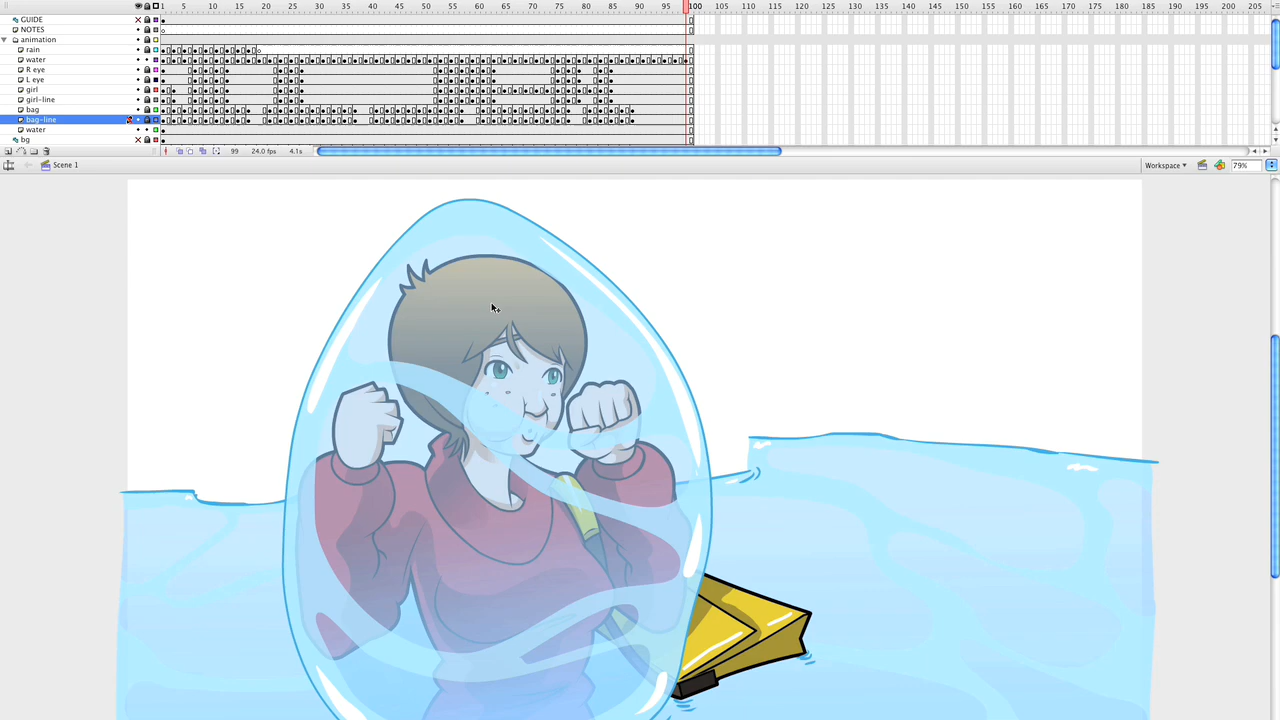 1 5 10 15 20 25 30 35 40 45 50 55 60 65 70 75 80 85 90 95 100 105 110 115 120 125 130 135 140 145 150 155 160 165 170 175 180 185 190 195 200 205
GUIDE
NOTES
animation
rain
water
R eye
L eye
girl
girl-line
bag
bag-line
water
bg
99 24.0 fps 4.1s
Scene 1 Workspace 79%